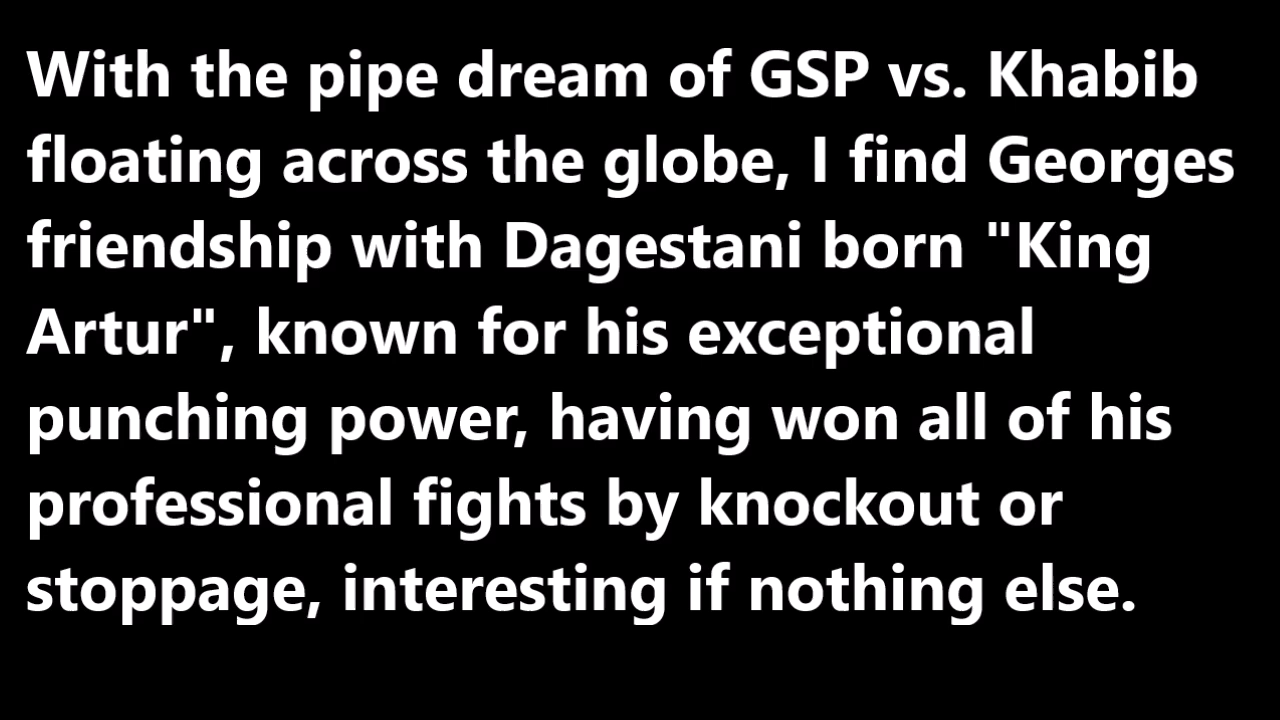 With the pipe dream of GSP vs. Khabib
floating across the globe, I find Georges
friendship with Dagestani born "King
Artur", known for his exceptional
punching power, having won all of his
professional fights by knockout or
stoppage, interesting if nothing else.